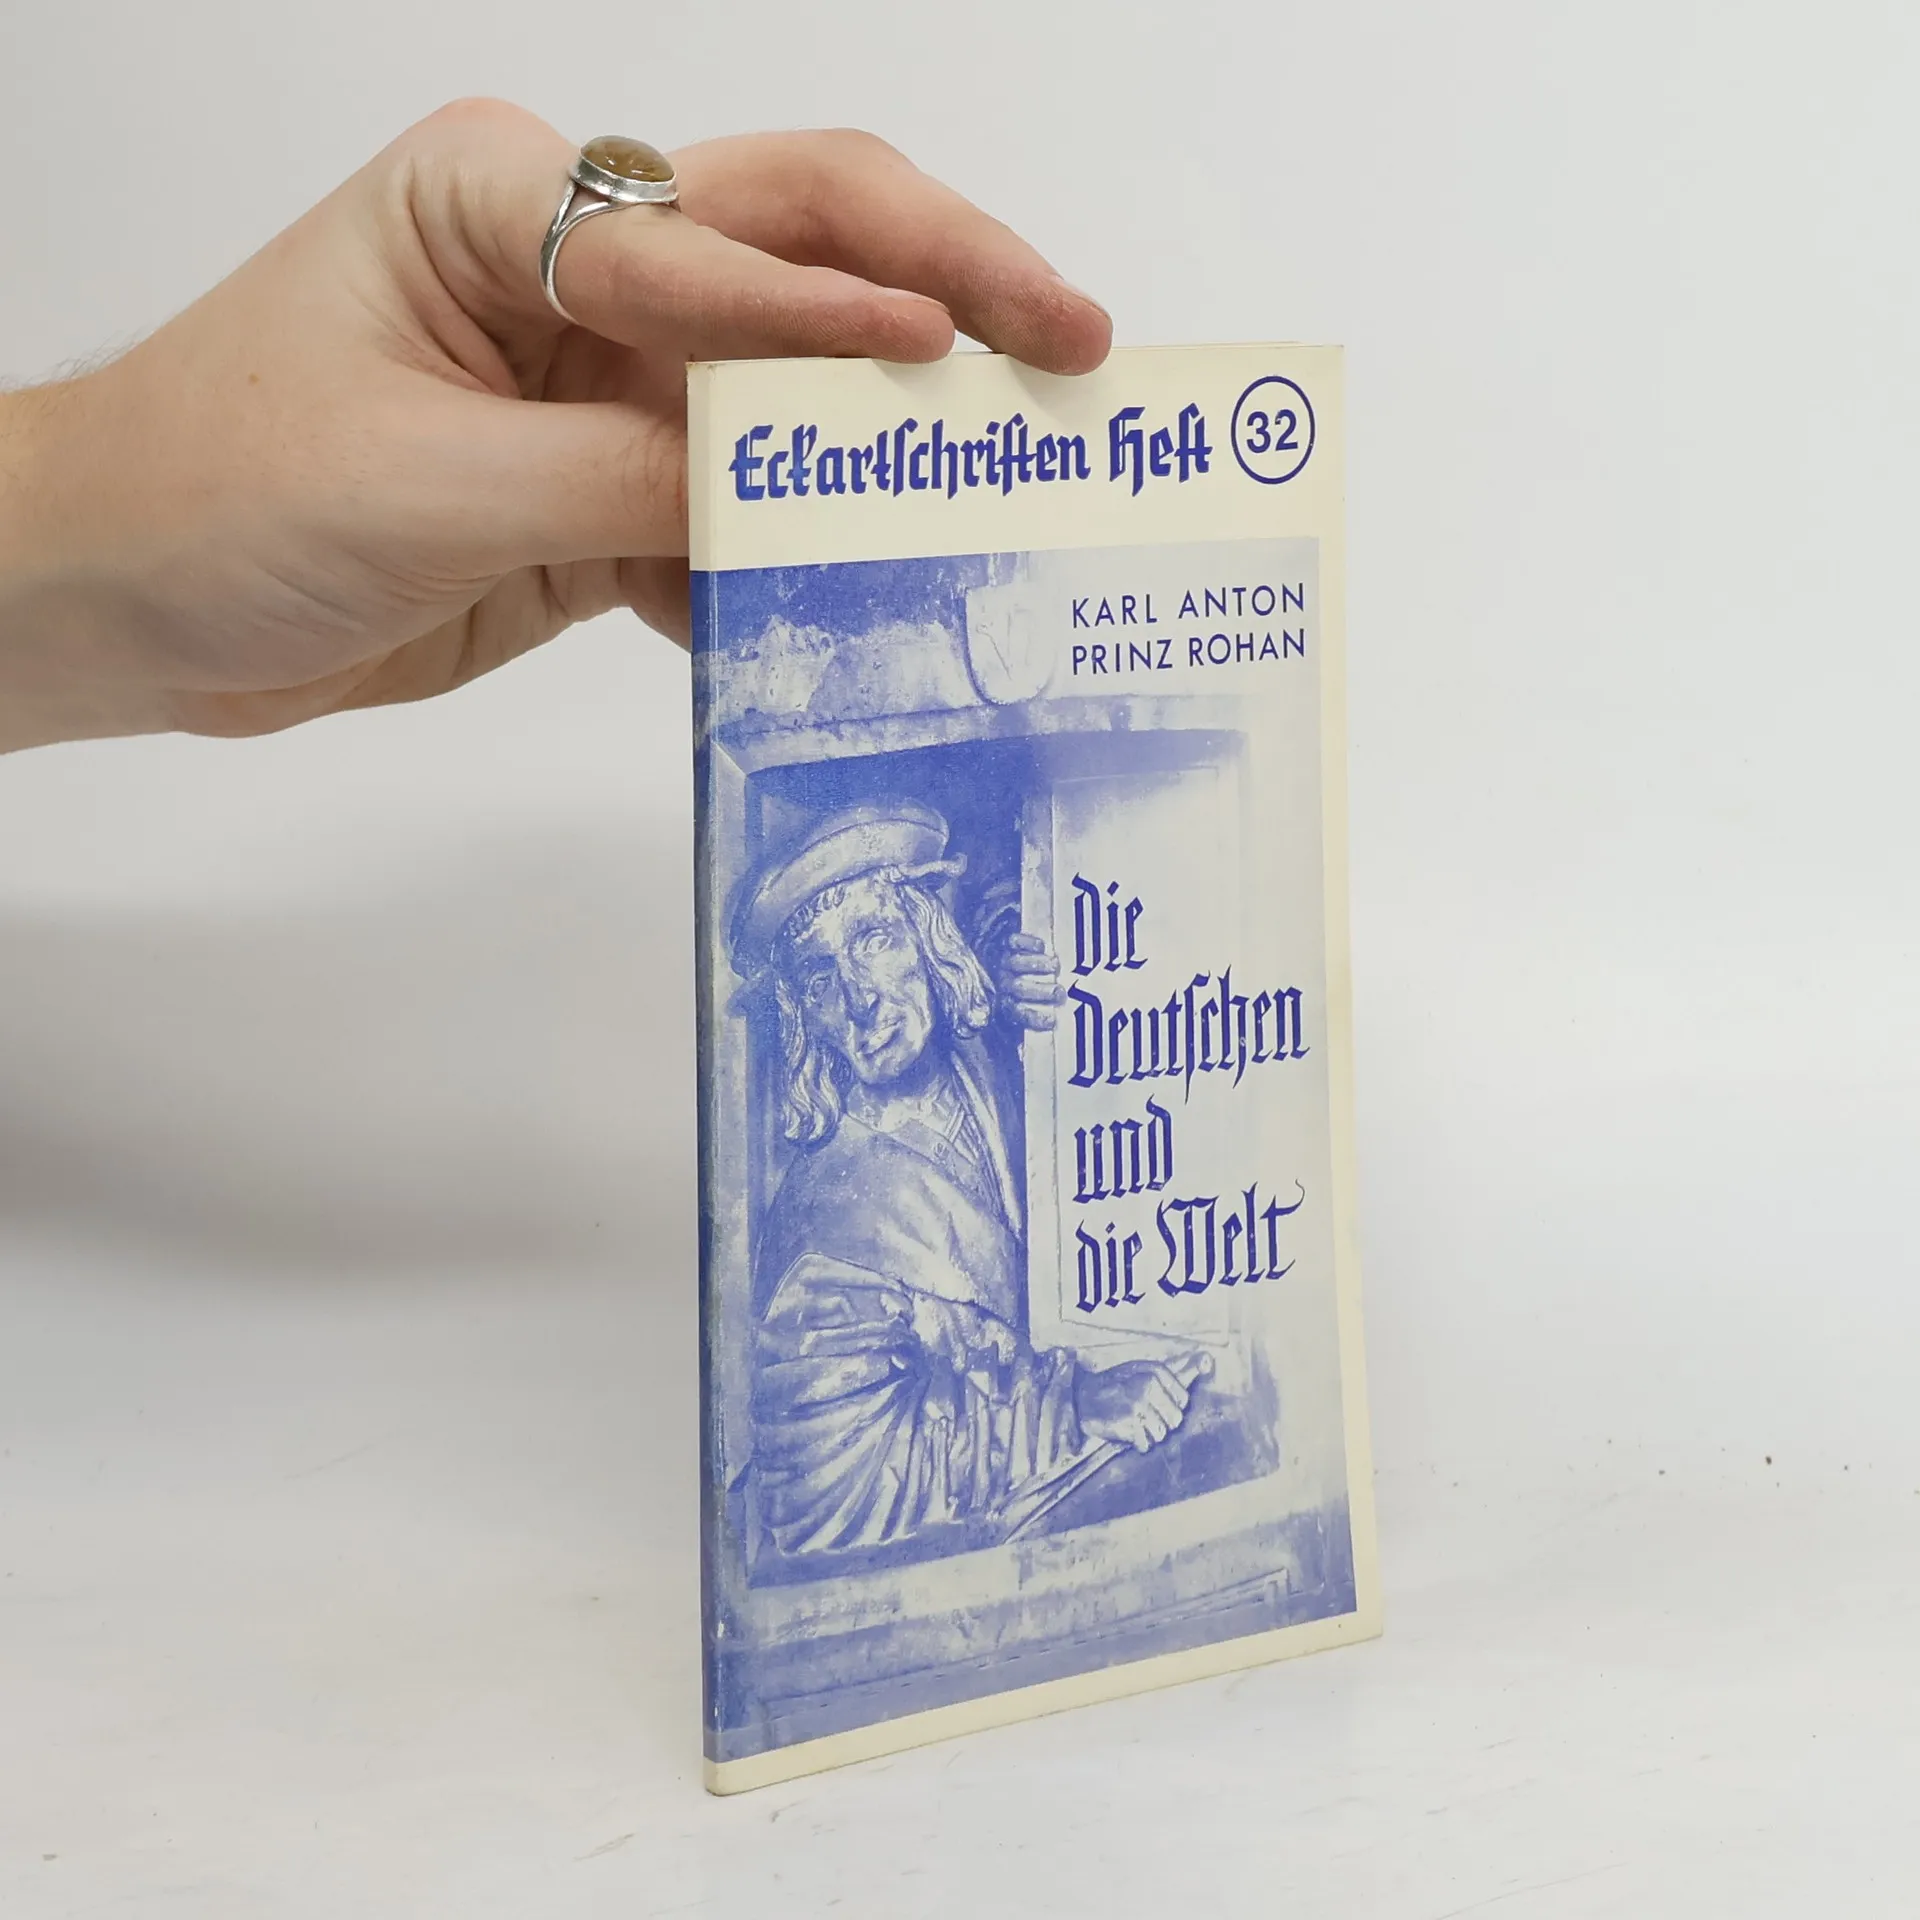 Eckartſchriften Heft 32
KARL ANTON
PRINZ ROHAN
Die
Deutſchen
und
die Welt